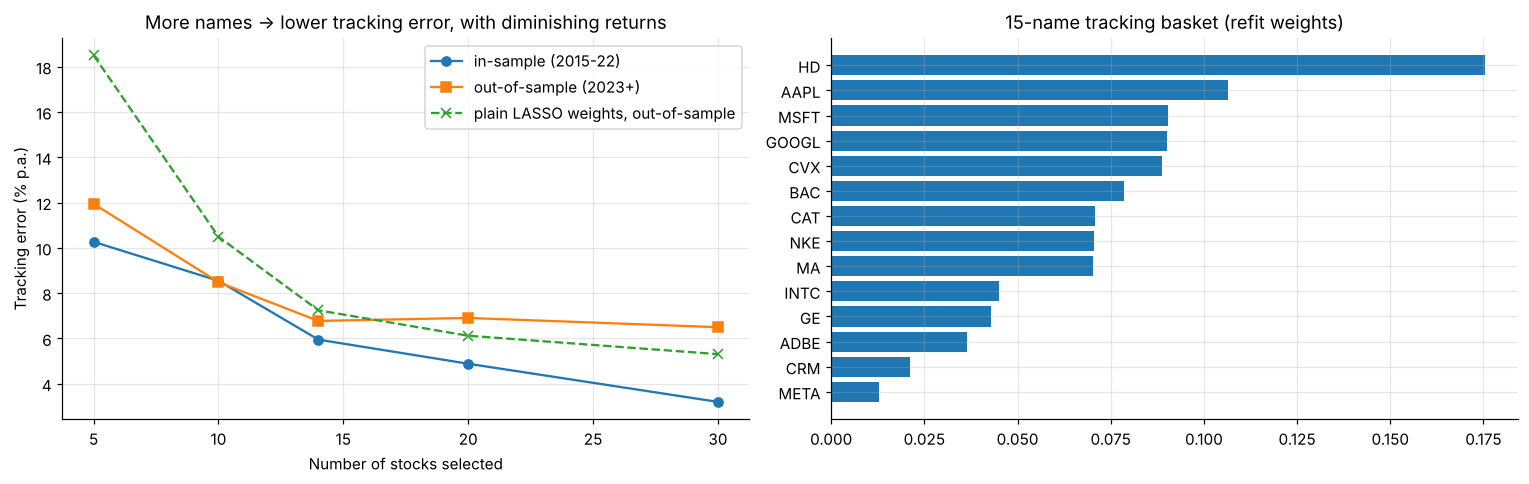 More names → lower tracking error, with diminishing returns
Tracking error (% p.a.)
18
16
14
12
10
8
6
4
in-sample (2015-22)
out-of-sample (2023+)
plain LASSO weights, out-of-sample
5
10
15
20
25
30
Number of stocks selected
15-name tracking basket (refit weights)
HD
AAPL
MSFT
GOOGL
CVX
BAC
CAT
NKE
MA
INTC
GE
ADBE
CRM
META
0.000
0.025
0.050
0.075
0.100
0.125
0.150
0.175